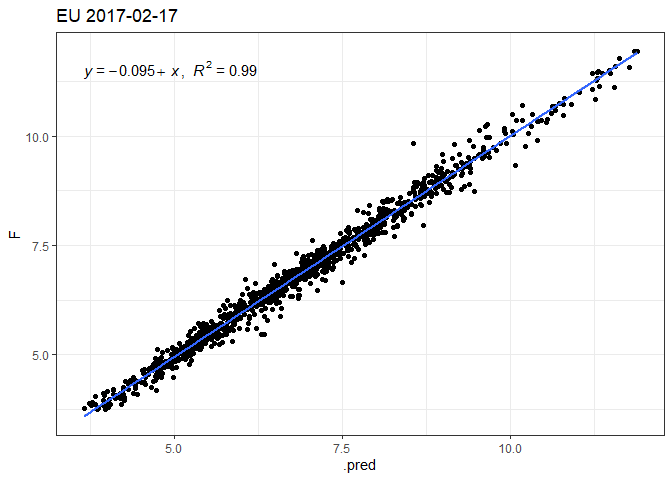 EU 2017-02-17
y = −0.095+ x , R² = 0.99
10.0
7.5
5.0
F
5.0 7.5 10.0
.pred